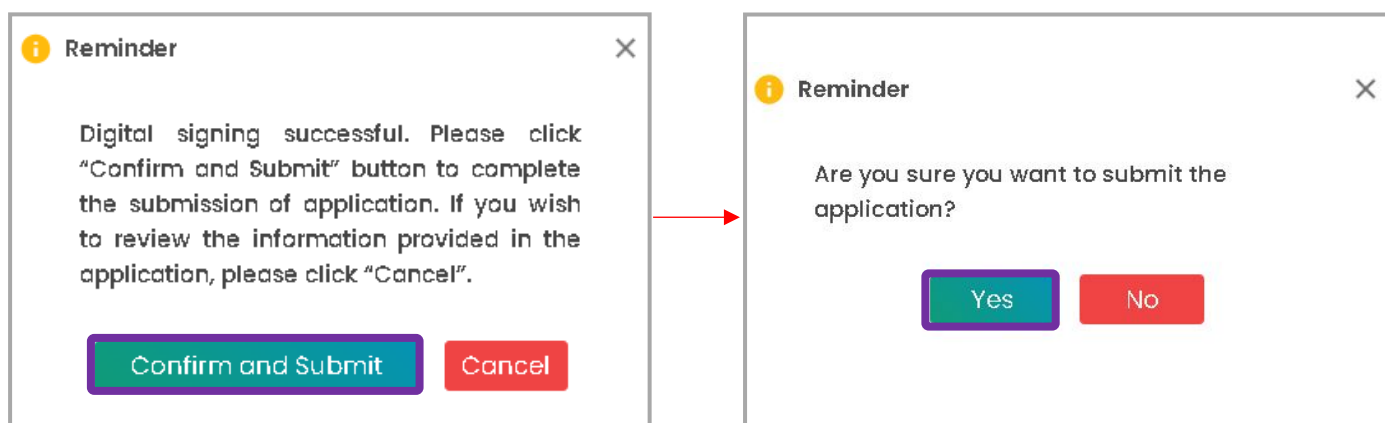 Reminder
Digital signing successful. Please click
“Confirm and Submit” button to complete
the submission of application. If you wish
to review the information provided in the
application, please click “Cancel”.
Confirm and Submit
Cancel
Reminder
Are you sure you want to submit the
application?
Yes
No